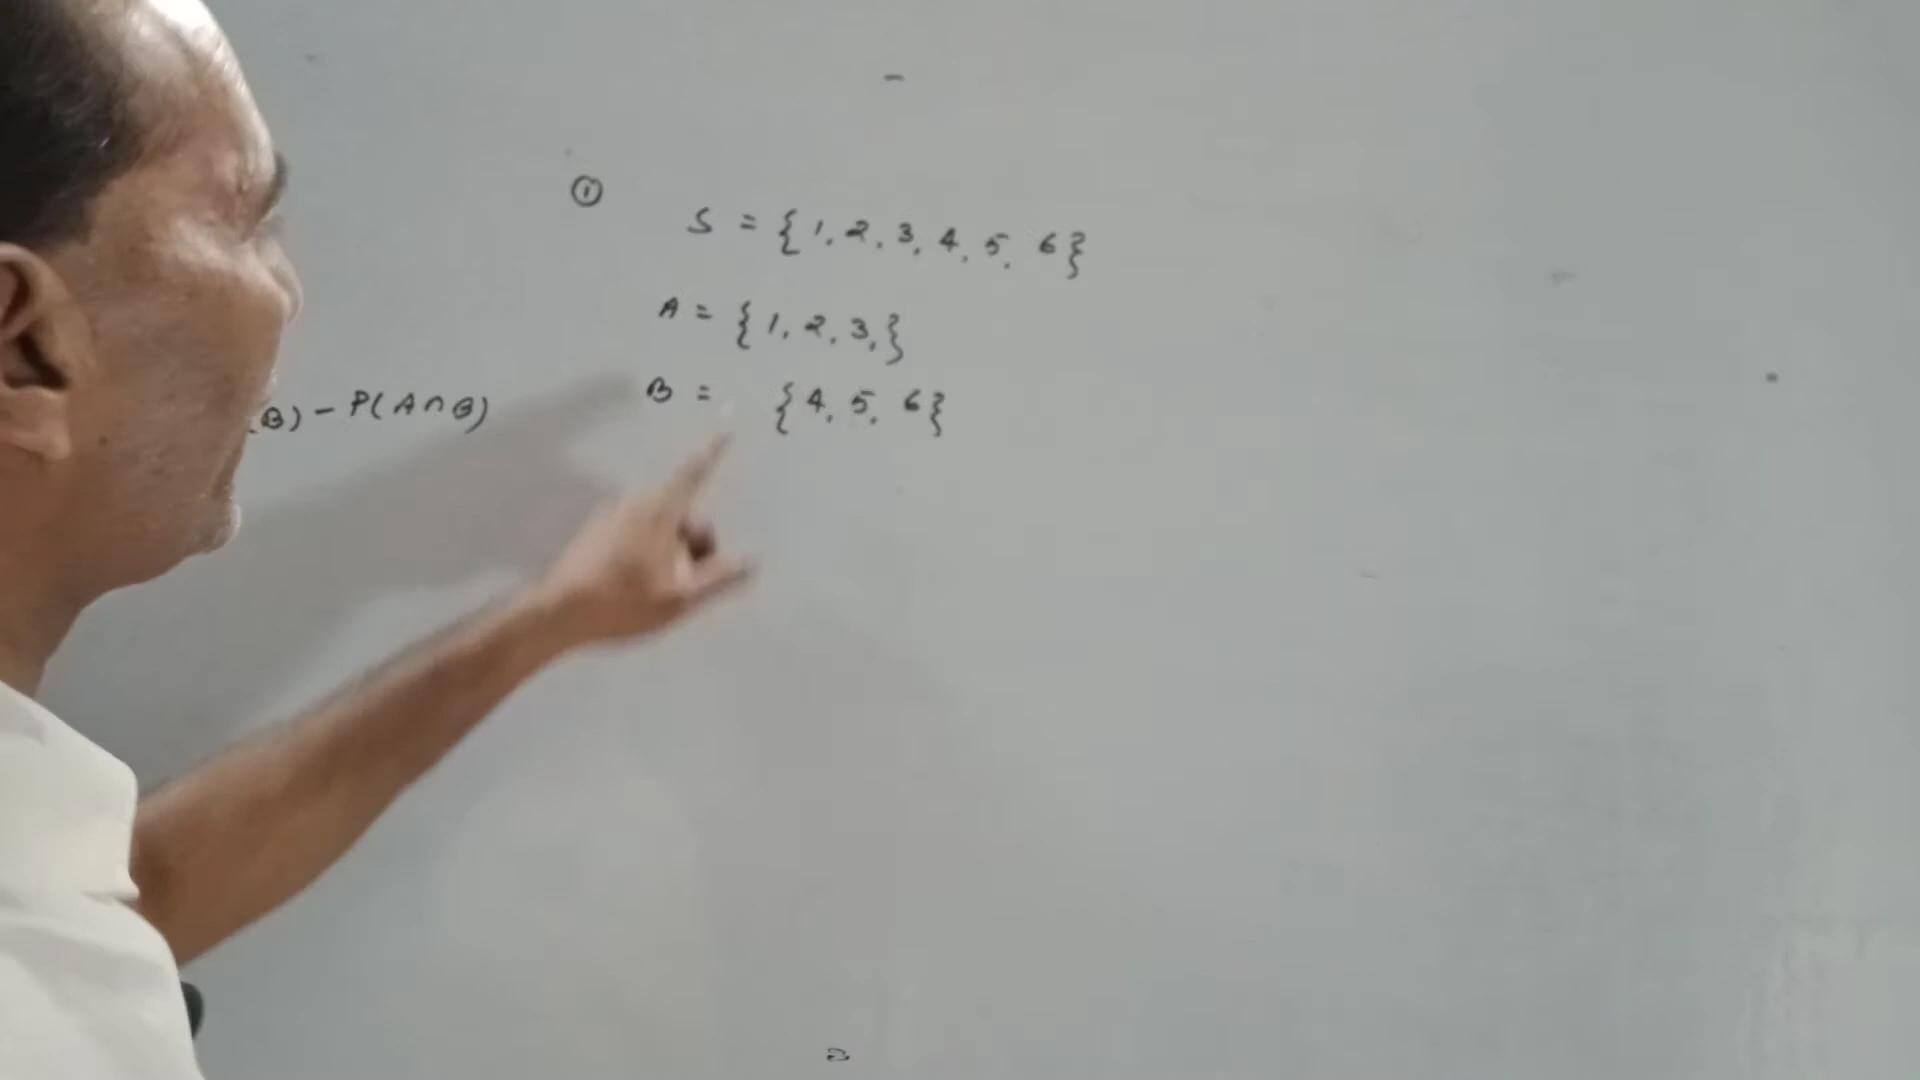 ①
S = {1, 2, 3, 4, 5, 6}
A = {1, 2, 3,}
B = {4, 5, 6}
B) - P(A∩B)